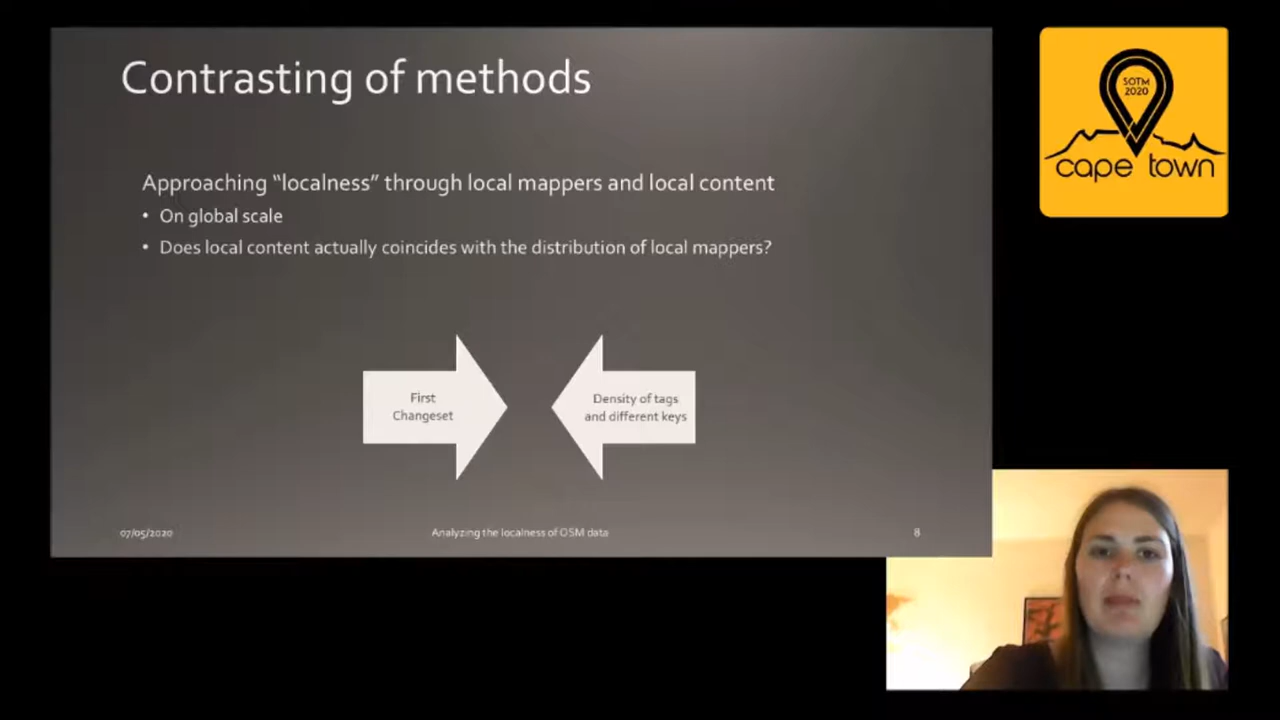 Contrasting of methods
Approaching “localness” through local mappers and local content
• On global scale
• Does local content actually coincides with the distribution of local mappers?
First
Changeset
Density of tags
and different keys
07/05/2020
Analyzing the localness of OSM data
8
SOTM
2020
cape town